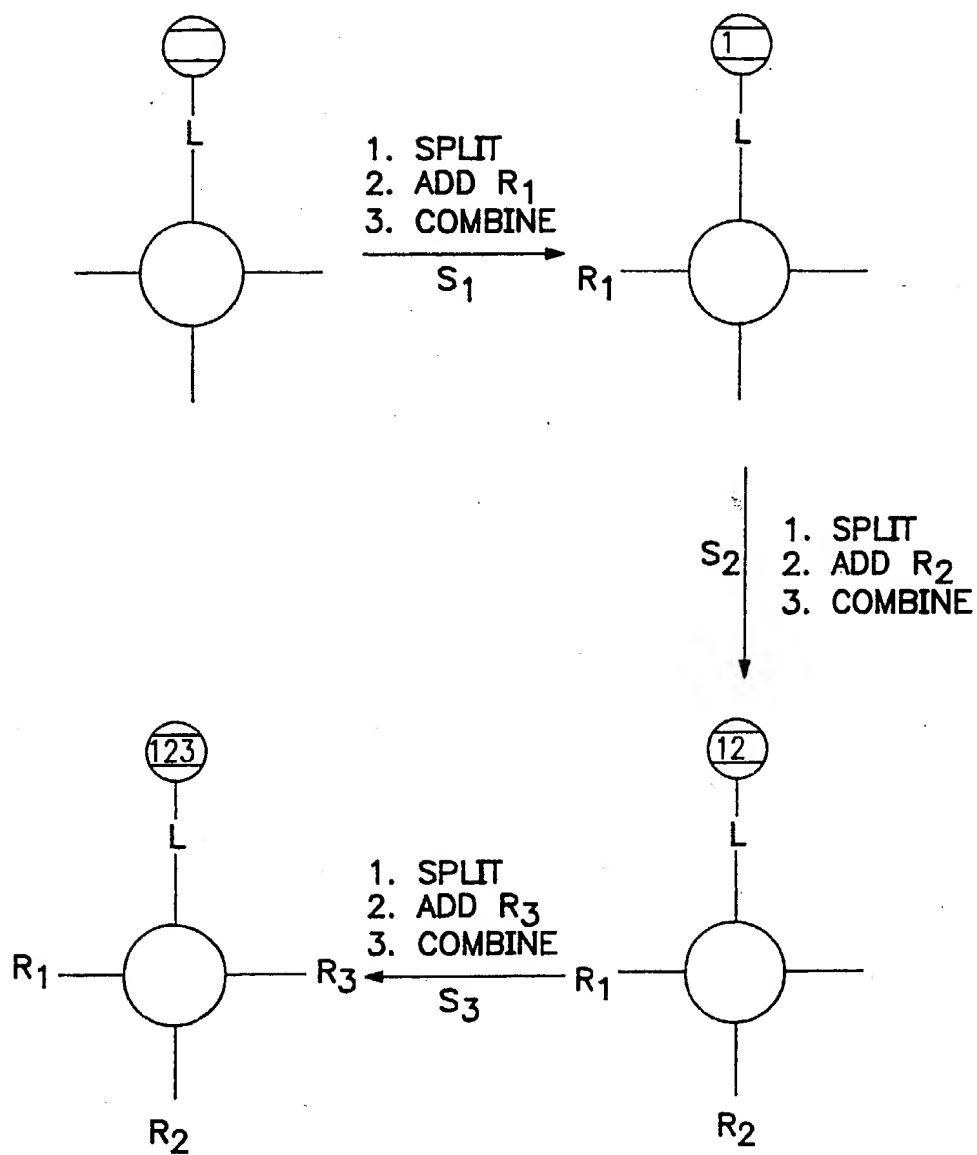 1
L
L
1. SPLIT
2. ADD R1
3. COMBINE
S1
R1
S2
1. SPLIT
2. ADD R2
3. COMBINE
123
12
L
L
1. SPLIT
2. ADD R3
3. COMBINE
R1
R3
S3
R1
R2
R2